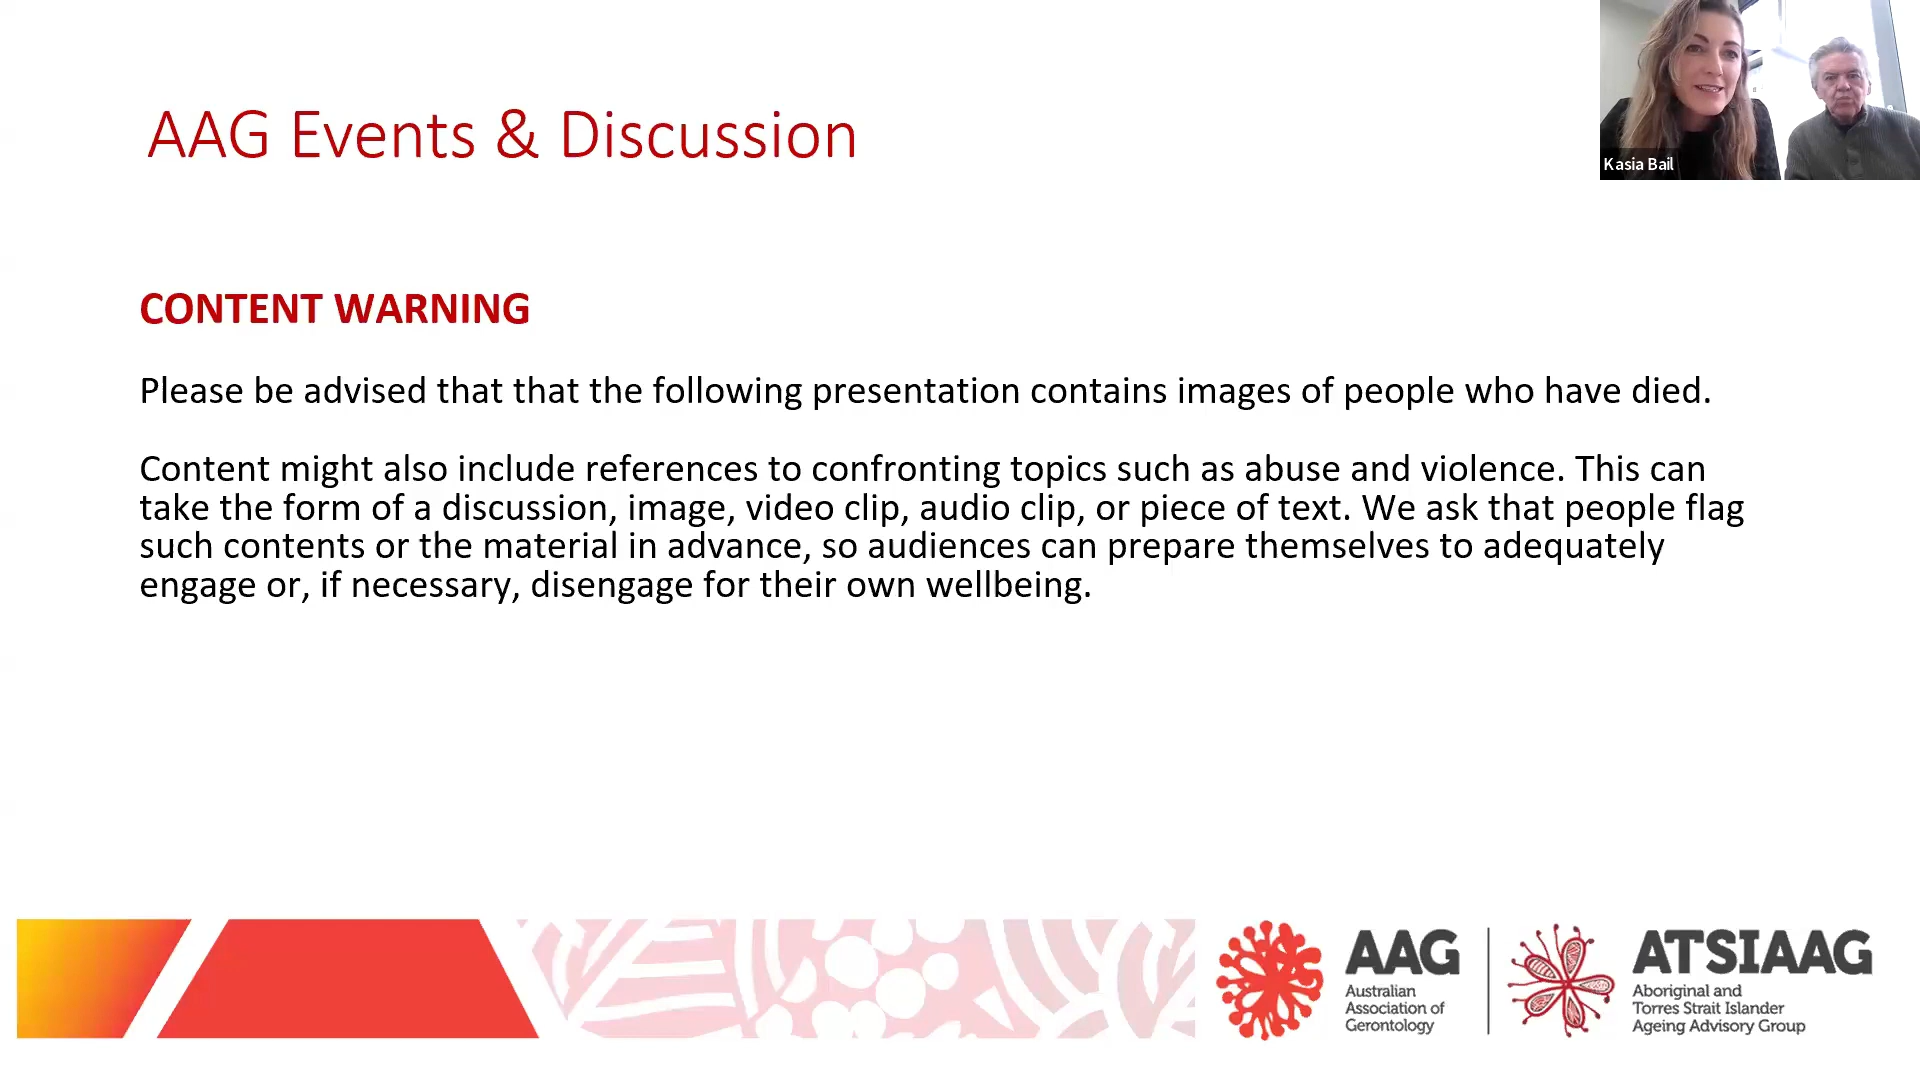 AAG Events & Discussion
Kasia Bail
CONTENT WARNING
Please be advised that that the following presentation contains images of people who have died.
Content might also include references to confronting topics such as abuse and violence. This can
take the form of a discussion, image, video clip, audio clip, or piece of text. We ask that people flag
such contents or the material in advance, so audiences can prepare themselves to adequately
engage or, if necessary, disengage for their own wellbeing.
AAG
Australian
Association of
Gerontology
ATSIAAG
Aboriginal and
Torres Strait Islander
Ageing Advisory Group